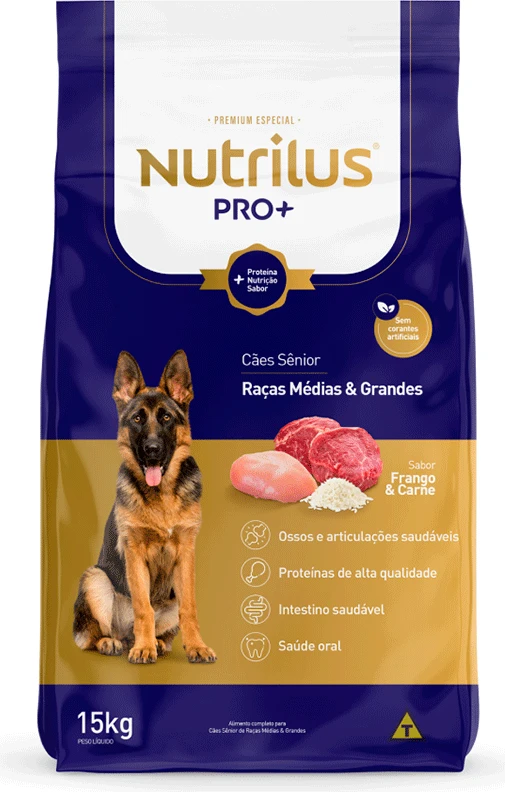 • PREMIUM ESPECIAL •
Nutrilus®
PRO+
+ Proteína
Nutrição
Sabor
Sem
corantes
artificiais
Cães Sênior
Raças Médias & Grandes
Sabor
Frango
& Carne
Ossos e articulações saudáveis
Proteínas de alta qualidade
Intestino saudável
Saúde oral
15kg
PESO LÍQUIDO
Alimento completo para
Cães Sênior de Raças Médias & Grandes
T